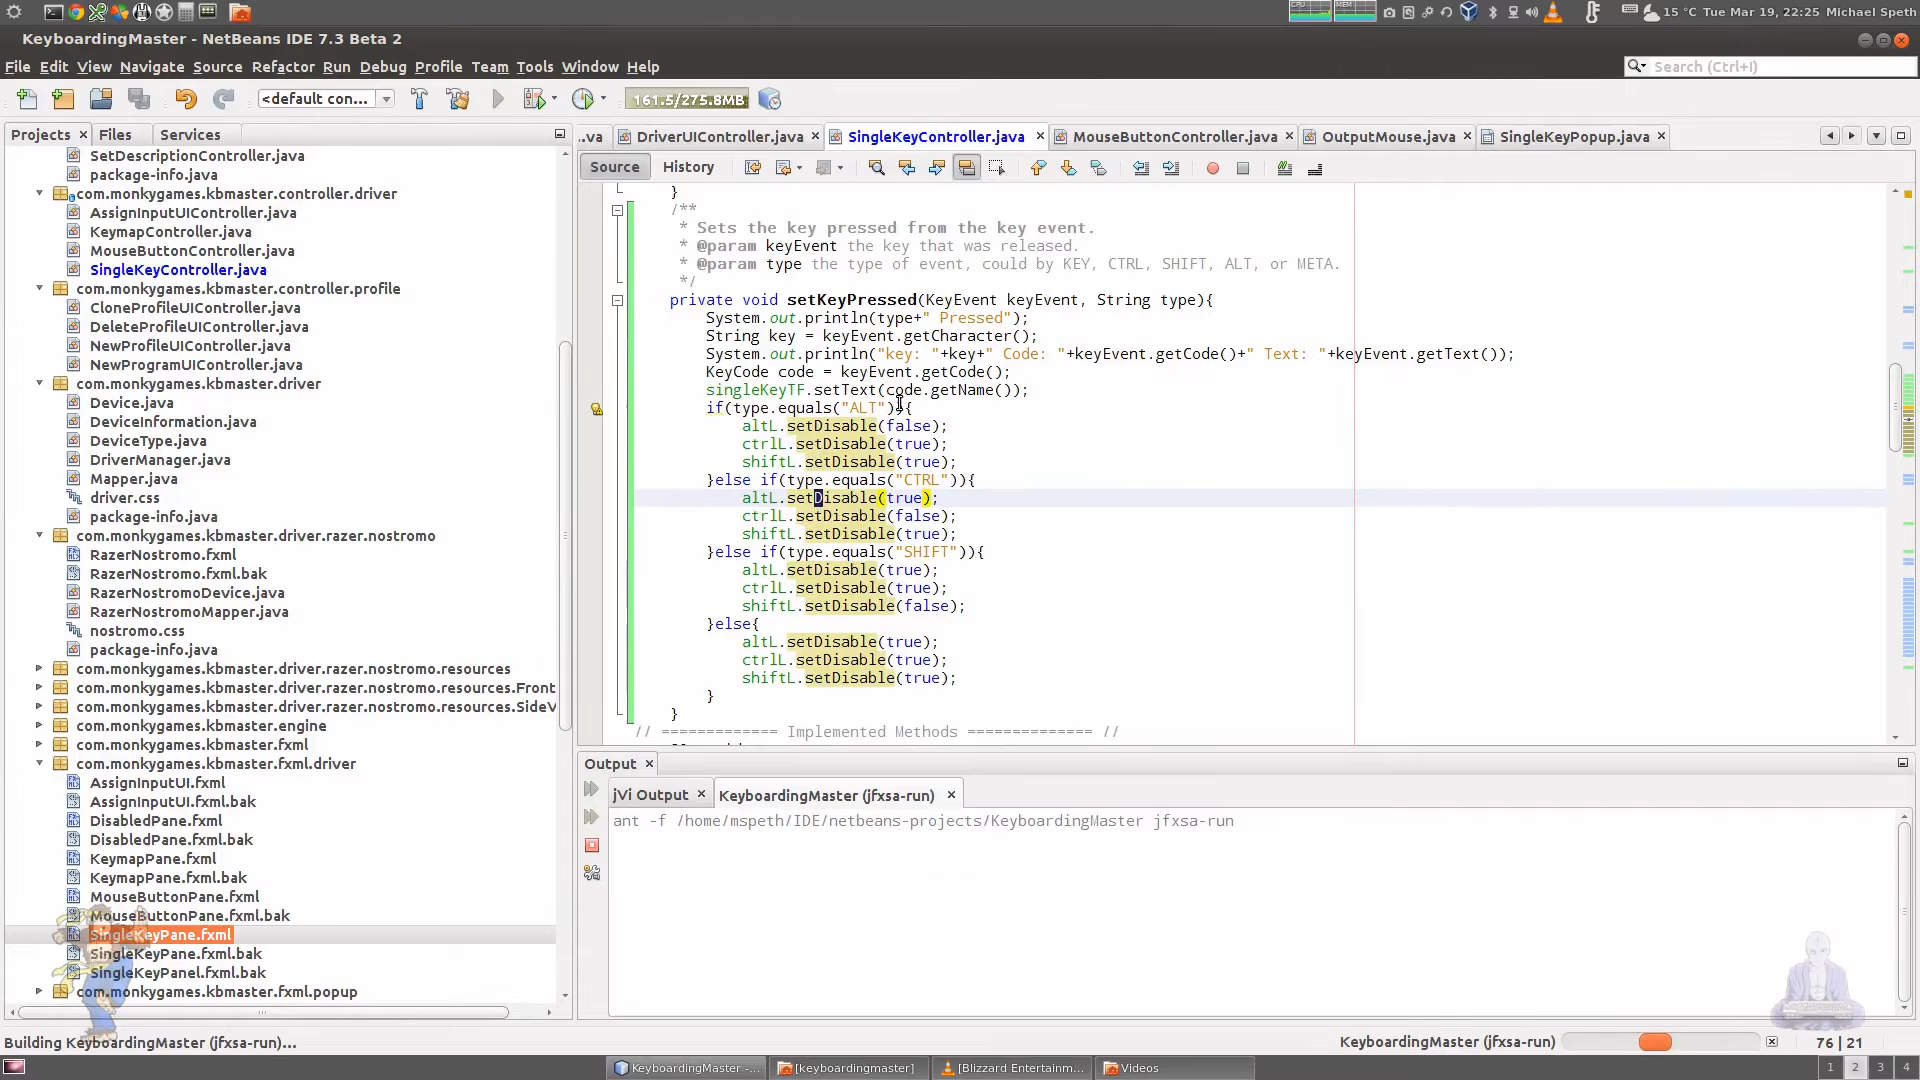 15 °C Tue Mar 19, 22:25 Michael Speth
KeyboardingMaster - NetBeans IDE 7.3 Beta 2
File Edit View Navigate Source Refactor Run Debug Profile Team Tools Window Help
Search (Ctrl+I)
<default con...
161.5/275.8MB
Projects Files Services
..va DriverUIController.java SingleKeyController.java MouseButtonController.java OutputMouse.java SingleKeyPopup.java
Source History
SetDescriptionController.java
package-info.java
com.monkygames.kbmaster.controller.driver
AssignInputUIController.java
KeymapController.java
MouseButtonController.java
SingleKeyController.java
com.monkygames.kbmaster.controller.profile
CloneProfileUIController.java
DeleteProfileUIController.java
NewProfileUIController.java
NewProgramUIController.java
com.monkygames.kbmaster.driver
Device.java
DeviceInformation.java
DeviceType.java
DriverManager.java
Mapper.java
driver.css
package-info.java
com.monkygames.kbmaster.driver.razer.nostromo
RazerNostromo.fxml
RazerNostromo.fxml.bak
RazerNostromoDevice.java
RazerNostromoMapper.java
nostromo.css
package-info.java
com.monkygames.kbmaster.driver.razer.nostromo.resources
com.monkygames.kbmaster.driver.razer.nostromo.resources.Front
com.monkygames.kbmaster.driver.razer.nostromo.resources.SideV
com.monkygames.kbmaster.engine
com.monkygames.kbmaster.fxml
com.monkygames.kbmaster.fxml.driver
AssignInputUI.fxml
AssignInputUI.fxml.bak
DisabledPane.fxml
DisabledPane.fxml.bak
KeymapPane.fxml
KeymapPane.fxml.bak
MouseButtonPane.fxml
MouseButtonPane.fxml.bak
SingleKeyPane.fxml
SingleKeyPane.fxml.bak
SingleKeyPanel.fxml.bak
com.monkygames.kbmaster.fxml.popup
}
/**
* Sets the key pressed from the key event.
* @param keyEvent the key that was released.
* @param type the type of event, could by KEY, CTRL, SHIFT, ALT, or META.
*/
private void setKeyPressed(KeyEvent keyEvent, String type){
System.out.println(type+" Pressed");
String key = keyEvent.getCharacter();
System.out.println("key: "+key+" Code: "+keyEvent.getCode()+" Text: "+keyEvent.getText());
KeyCode code = keyEvent.getCode();
singleKeyTF.setText(code.getName());
if(type.equals("ALT")){
altL.setDisable(false);
ctrlL.setDisable(true);
shiftL.setDisable(true);
}else if(type.equals("CTRL")){
altL.setDisable(true);
ctrlL.setDisable(false);
shiftL.setDisable(true);
}else if(type.equals("SHIFT")){
altL.setDisable(true);
ctrlL.setDisable(true);
shiftL.setDisable(false);
}else{
altL.setDisable(true);
ctrlL.setDisable(true);
shiftL.setDisable(true);
}
}
// ============= Implemented Methods ============== //
Output
jVi Output KeyboardingMaster (jfxsa-run)
ant -f /home/mspeth/IDE/netbeans-projects/KeyboardingMaster jfxsa-run
Building KeyboardingMaster (jfxsa-run)...
KeyboardingMaster (jfxsa-run) 76 | 21
KeyboardingMaster -... [keyboardingmaster] [Blizzard Entertainm... Videos 1 2 3 4